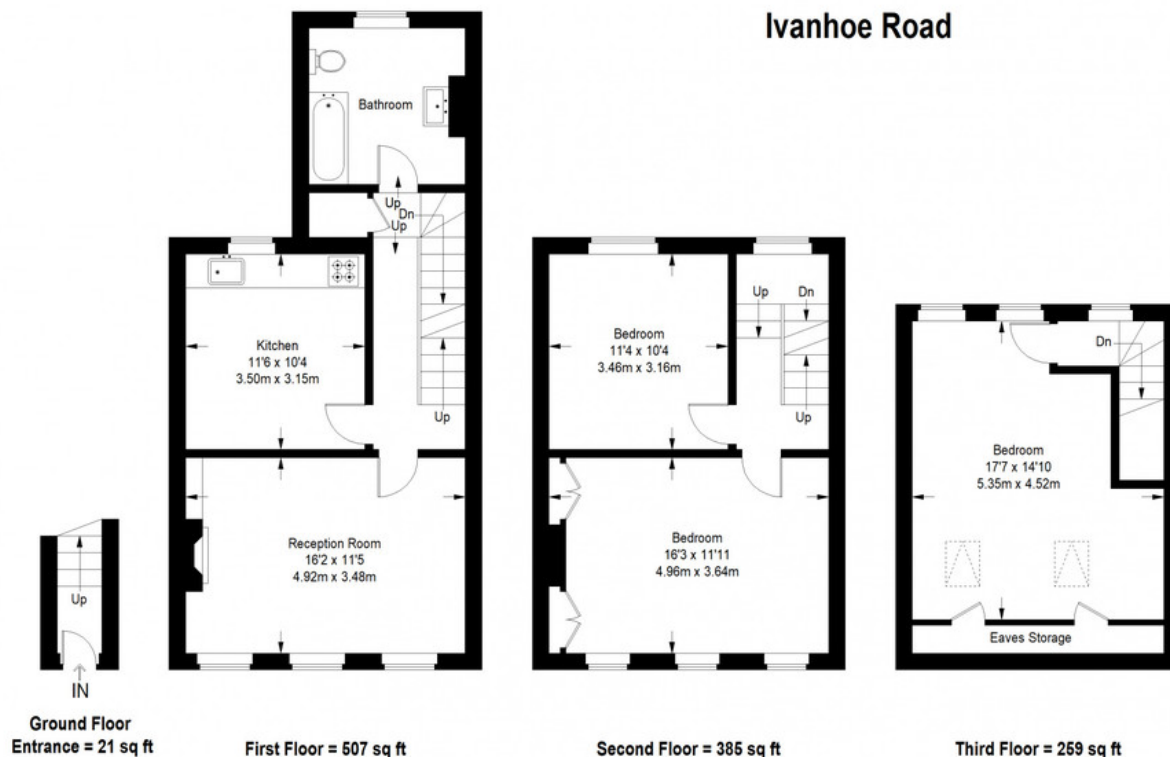 Ivanhoe Road
Bathroom
Up
Dn
Up
Kitchen
11'6 x 10'4
3.50m x 3.15m
Up
Reception Room
16'2 x 11'5
4.92m x 3.48m
Up
IN
Ground Floor
Entrance = 21 sq ft
First Floor = 507 sq ft
Up
Dn
Bedroom
11'4 x 10'4
3.46m x 3.16m
Up
Bedroom
16'3 x 11'11
4.96m x 3.64m
Second Floor = 385 sq ft
Dn
Bedroom
17'7 x 14'10
5.35m x 4.52m
Eaves Storage
Third Floor = 259 sq ft